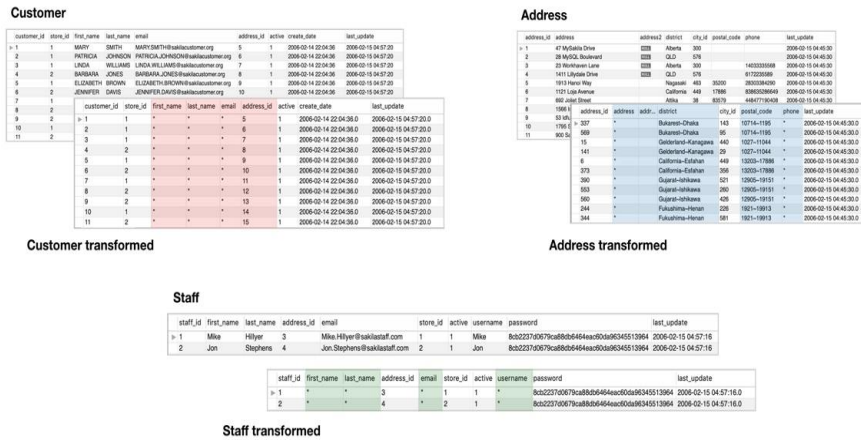 Customer
customer_id store_id first_name last_name email address_id active create_date last_update
1 1 MARY SMITH MARY.SMITH@sakilacustomer.org 5 1 2006-02-14 22:04:36 2006-02-15 04:57:20
2 1 PATRICIA JOHNSON PATRICIA.JOHNSON@sakilacustomer.org 6 1 2006-02-14 22:04:36 2006-02-15 04:57:20
3 1 LINDA WILLIAMS LINDA.WILLIAMS@sakilacustomer.org 7 1 2006-02-14 22:04:36 2006-02-15 04:57:20
4 2 BARBARA JONES BARBARA.JONES@sakilacustomer.org 8 1 2006-02-14 22:04:36 2006-02-15 04:57:20
5 1 ELIZABETH BROWN ELIZABETH.BROWN@sakilacustomer.org 9 1 2006-02-14 22:04:36 2006-02-15 04:57:20
6 2 JENNIFER DAVIS JENNIFER.DAVIS@sakilacustomer.org 10 1 2006-02-14 22:04:36 2006-02-15 04:57:20
7 1
8 2
9 2
10 1
11 2
customer_id store_id first_name last_name email address_id active create_date last_update
1 1 * * * 5 1 2006-02-14 22:04:36.0 2006-02-15 04:57:20.0
2 1 * * * 6 1 2006-02-14 22:04:36.0 2006-02-15 04:57:20.0
3 1 * * * 7 1 2006-02-14 22:04:36.0 2006-02-15 04:57:20.0
4 2 * * * 8 1 2006-02-14 22:04:36.0 2006-02-15 04:57:20.0
5 1 * * * 9 1 2006-02-14 22:04:36.0 2006-02-15 04:57:20.0
6 2 * * * 10 1 2006-02-14 22:04:36.0 2006-02-15 04:57:20.0
7 1 * * * 11 1 2006-02-14 22:04:36.0 2006-02-15 04:57:20.0
8 2 * * * 12 1 2006-02-14 22:04:36.0 2006-02-15 04:57:20.0
9 2 * * * 13 1 2006-02-14 22:04:36.0 2006-02-15 04:57:20.0
10 1 * * * 14 1 2006-02-14 22:04:36.0 2006-02-15 04:57:20.0
11 2 * * * 15 1 2006-02-14 22:04:36.0 2006-02-15 04:57:20.0
Customer transformed
Address
address_id address address2 district city_id postal_code phone last_update
1 47 MySakila Drive Alberta 300 2006-02-15 04:45:30
2 28 MySQL Boulevard QLD 576 2006-02-15 04:45:30
3 23 Workhaven Lane Alberta 300 14033335568 2006-02-15 04:45:30
4 1411 Lillydale Drive QLD 576 6172235589 2006-02-15 04:45:30
5 1913 Hanoi Way Nagasaki 463 35200 28303384290 2006-02-15 04:45:30
6 1121 Loja Avenue California 449 17886 838635286649 2006-02-15 04:45:30
7 692 Joliet Street Attika 38 83579 448477190408 2006-02-15 04:45:30
8 1566
9 53
10 1795
11 900
address_id address addr... district city_id postal_code phone last_update
337 * Bukarest–Dhaka 143 10714–1195 * 2006-02-15 04:45:30.0
569 * Bukarest–Dhaka 95 10714–1195 * 2006-02-15 04:45:30.0
15 * Gelderland–Kanagawa 440 1027–11044 * 2006-02-15 04:45:30.0
141 * Gelderland–Kanagawa 29 1027–11044 * 2006-02-15 04:45:30.0
6 * California–Esfahan 449 13203–17886 * 2006-02-15 04:45:30.0
373 * California–Esfahan 356 13203–17886 * 2006-02-15 04:45:30.0
390 * Gujarat–Ishikawa 521 12905–19151 * 2006-02-15 04:45:30.0
553 * Gujarat–Ishikawa 260 12905–19151 * 2006-02-15 04:45:30.0
560 * Gujarat–Ishikawa 426 12905–19151 * 2006-02-15 04:45:30.0
244 * Fukushima–Henan 226 1921–19913 * 2006-02-15 04:45:30.0
344 * Fukushima–Henan 581 1921–19913 * 2006-02-15 04:45:30.0
Address transformed
Staff
staff_id first_name last_name address_id email store_id active username password last_update
1 Mike Hillyer 3 Mike.Hillyer@sakilastaff.com 1 1 Mike 8cb2237d0679ca88db6464eac60da96345513964 2006-02-15 04:57:16
2 Jon Stephens 4 Jon.Stephens@sakilastaff.com 2 1 Jon 8cb2237d0679ca88db6464eac60da96345513964 2006-02-15 04:57:16
staff_id first_name last_name address_id email store_id active username password last_update
1 * * 3 * 1 1 * 8cb2237d0679ca88db6464eac60da96345513964 2006-02-15 04:57:16.0
2 * * 4 * 2 1 * 8cb2237d0679ca88db6464eac60da96345513964 2006-02-15 04:57:16.0
Staff transformed